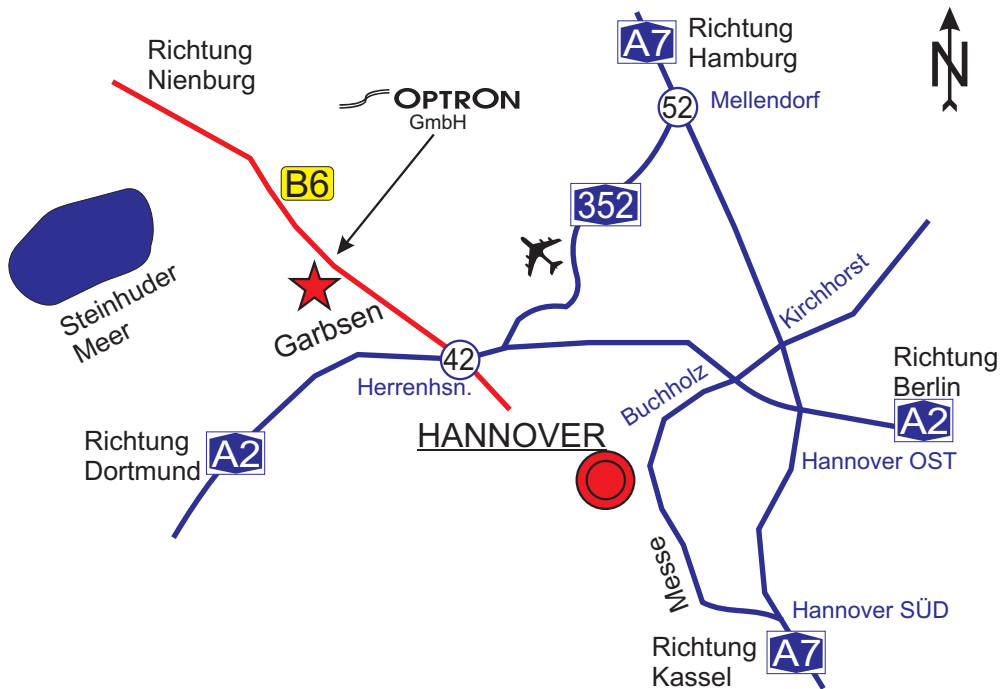 Richtung
Nienburg
A7
Richtung
Hamburg
N
OPTRON
GmbH
52
Mellendorf
B6
352
Steinhuder
Meer
Garbsen
Kirchhorst
42
Herrenhsn.
Buchholz
Richtung
Berlin
A2
Richtung
Dortmund
A2
HANNOVER
Hannover OST
Messe
Hannover SÜD
Richtung
Kassel
A7